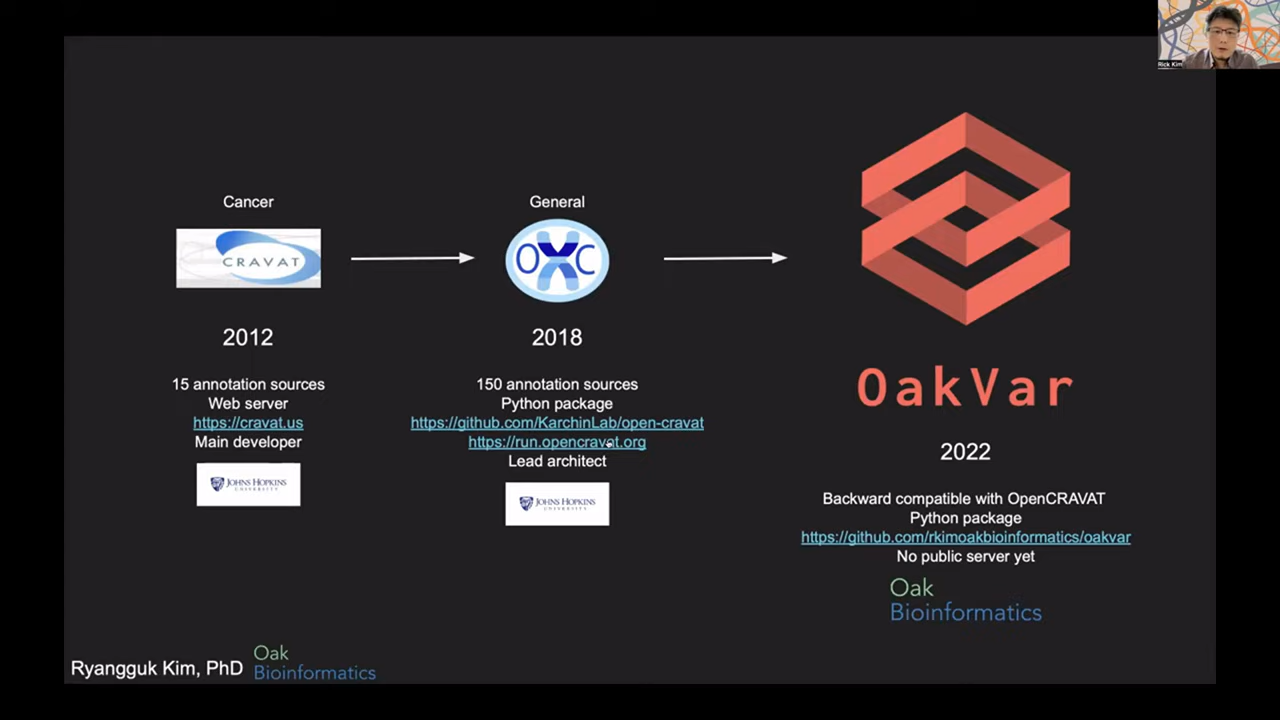 Rick Kim
Cancer
CRAVAT
2012
15 annotation sources
Web server
https://cravat.us
Main developer
JOHNS HOPKINS
UNIVERSITY
General
OXC
2018
150 annotation sources
Python package
https://github.com/KarchinLab/open-cravat
https://run.opencravat.org
Lead architect
JOHNS HOPKINS
UNIVERSITY
OakVar
2022
Backward compatible with OpenCRAVAT
Python package
https://github.com/rkimoakbioinformatics/oakvar
No public server yet
Oak
Bioinformatics
Ryangguk Kim, PhD
Oak
Bioinformatics